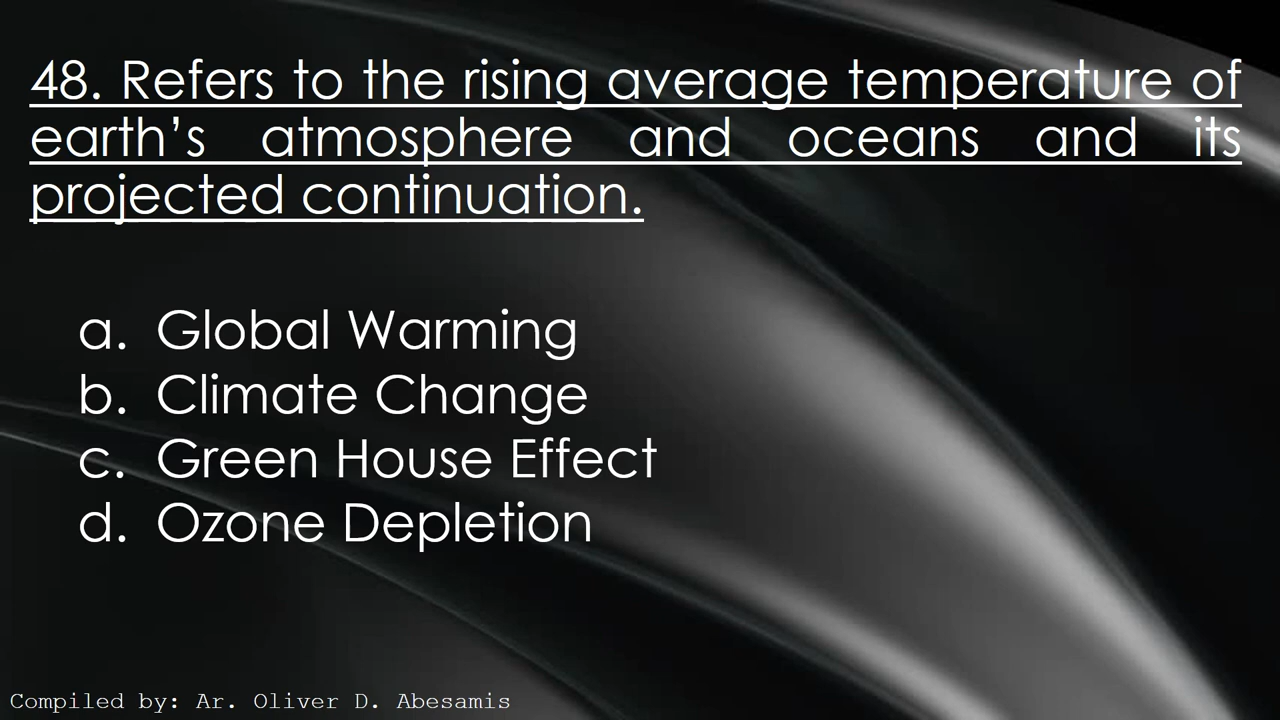 48. Refers to the rising average temperature of
earth’s atmosphere and oceans and its
projected continuation.
a. Global Warming
b. Climate Change
c. Green House Effect
d. Ozone Depletion
Compiled by: Ar. Oliver D. Abesamis